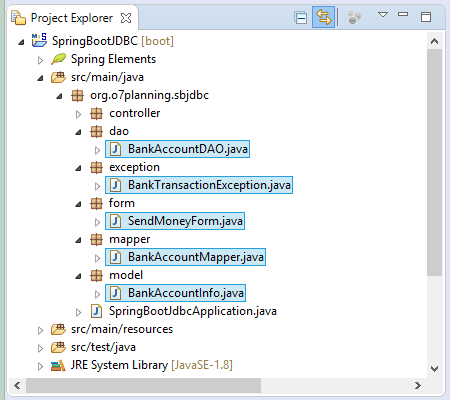 Project Explorer
SpringBootJDBC [boot]
Spring Elements
src/main/java
org.o7planning.sbjdbc
controller
dao
BankAccountDAO.java
exception
BankTransactionException.java
form
SendMoneyForm.java
mapper
BankAccountMapper.java
model
BankAccountInfo.java
SpringBootJdbcApplication.java
src/main/resources
src/test/java
JRE System Library [JavaSE-1.8]